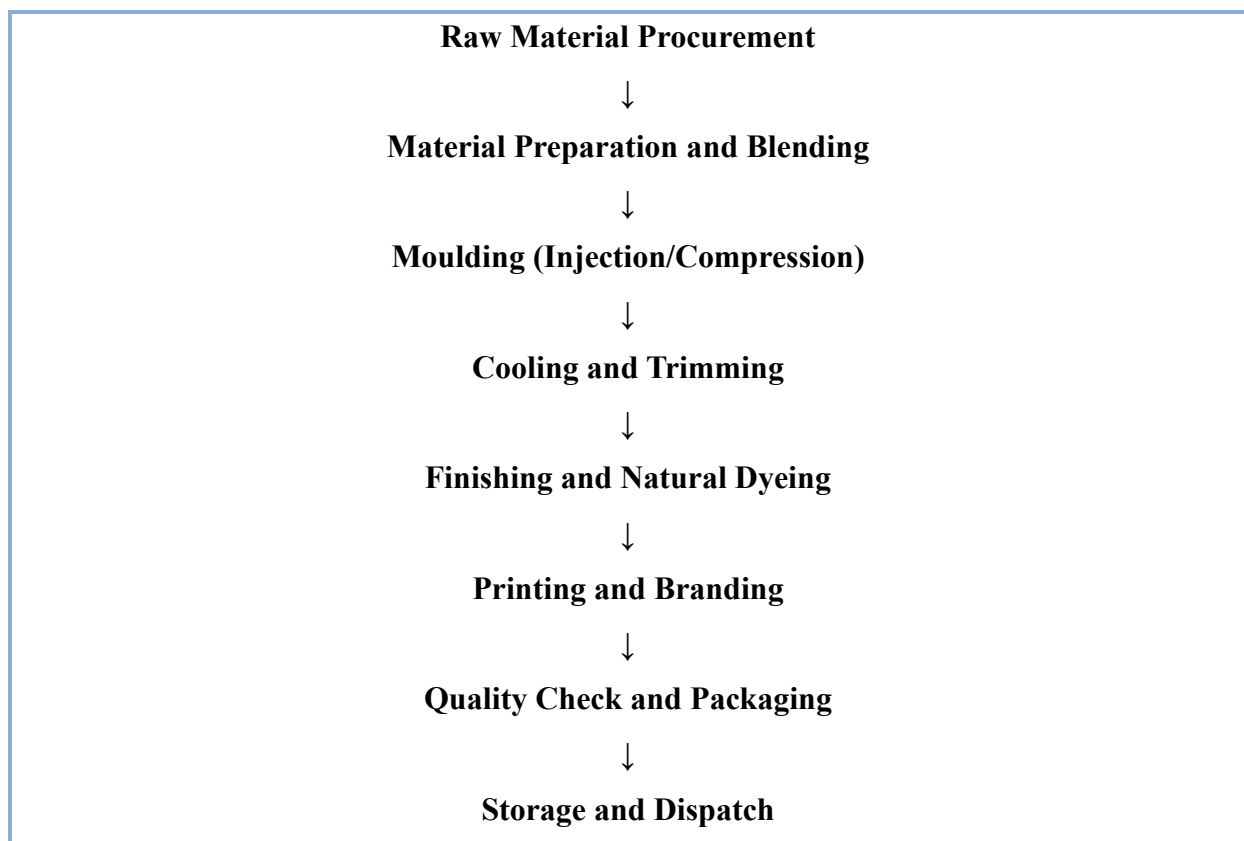 Raw Material Procurement
↓
Material Preparation and Blending
↓
Moulding (Injection/Compression)
↓
Cooling and Trimming
↓
Finishing and Natural Dyeing
↓
Printing and Branding
↓
Quality Check and Packaging
↓
Storage and Dispatch